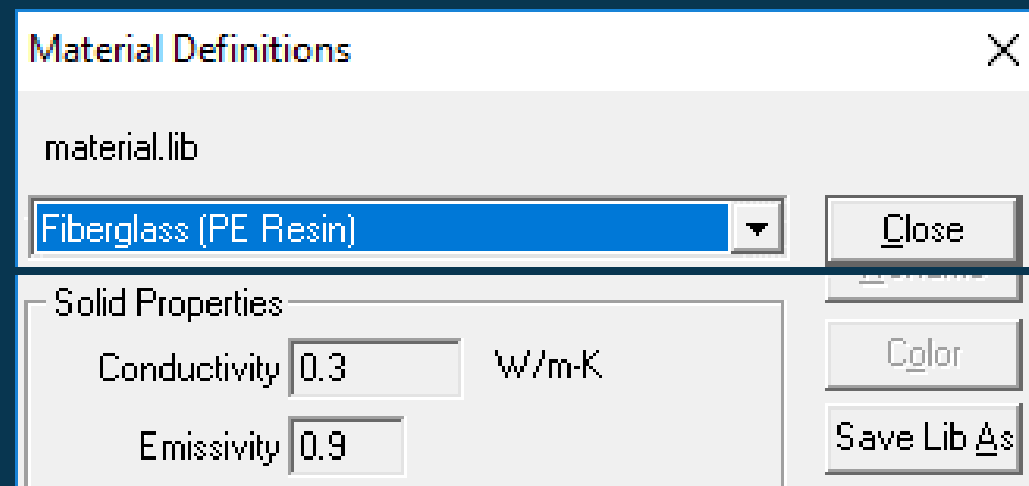 Material Definitions
material.lib
Fiberglass (PE Resin)
Close
Solid Properties
Conductivity 0.3 W/m-K
Color
Emissivity 0.9
Save Lib As